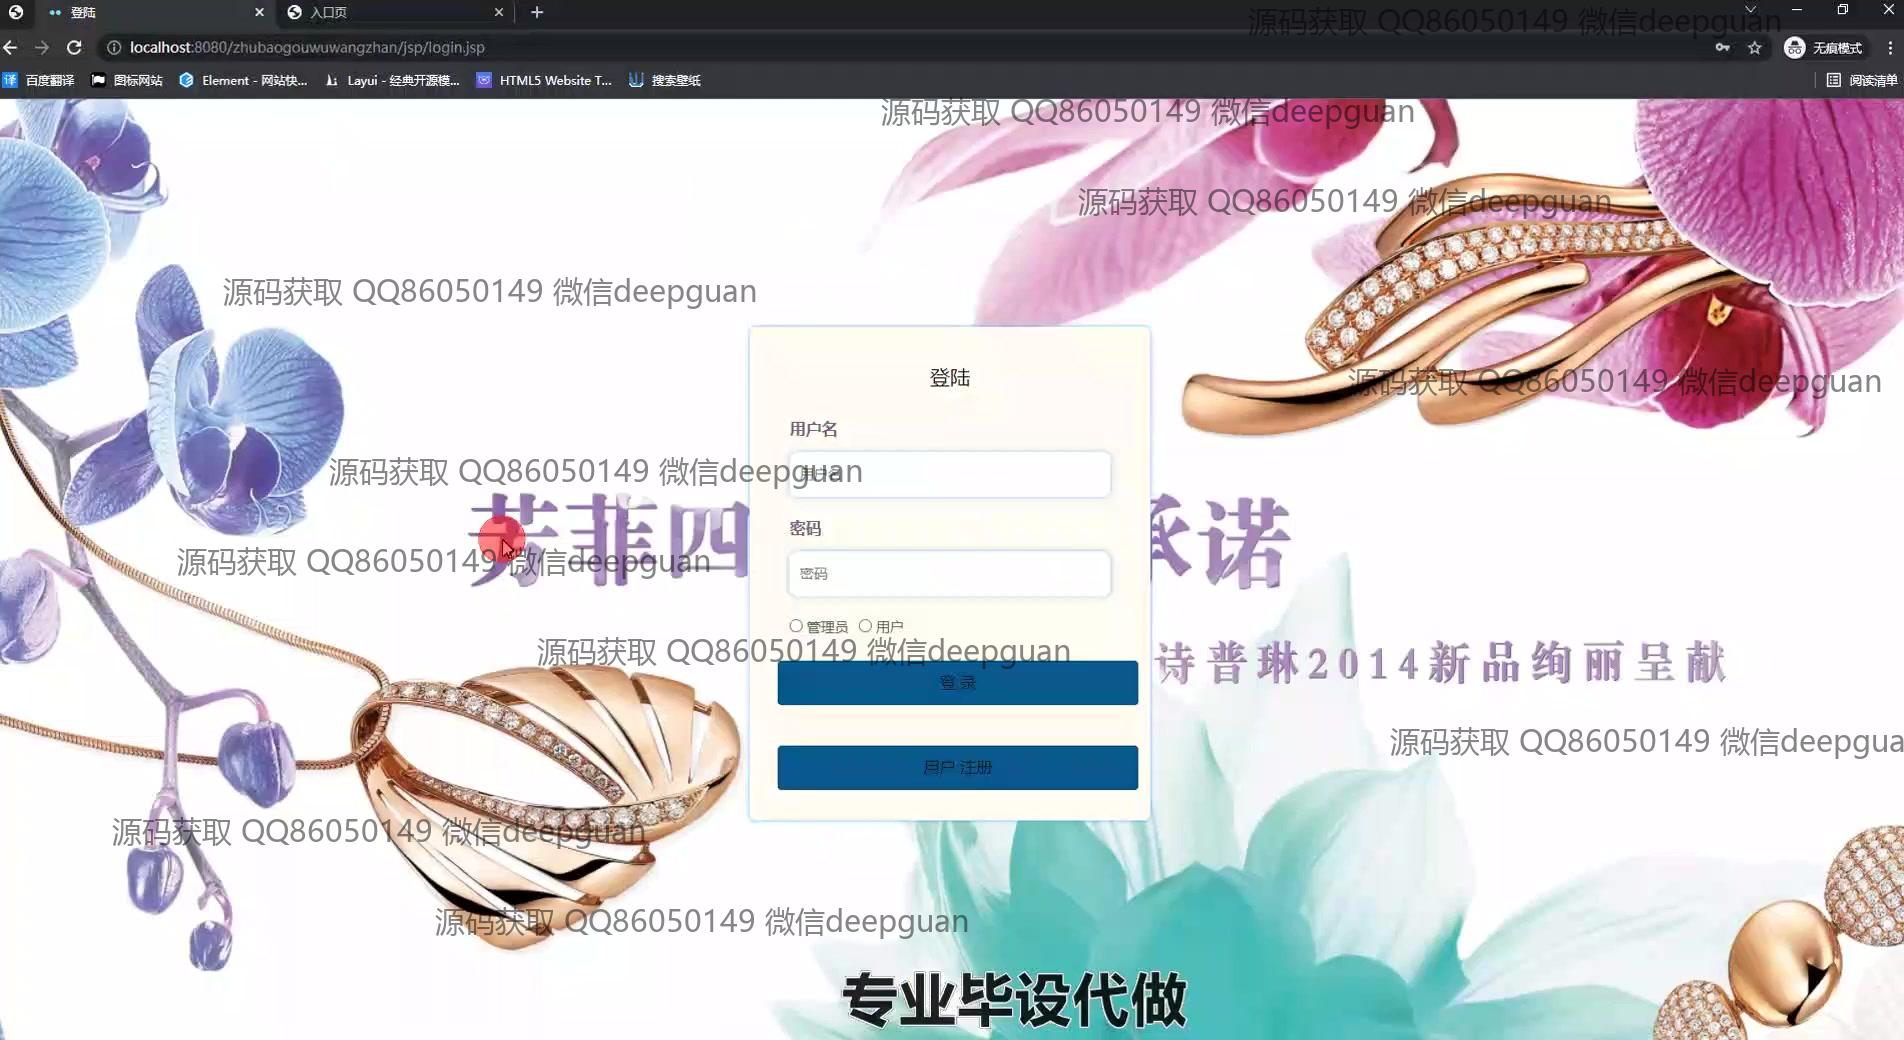 登陆
入口页
源码获取 QQ86050149 微信deepguan
localhost:8080/zhubaogouwuwangzhan/jsp/login.jsp
无痕模式
译 百度翻译
图标网站
Element - 网站快...
Layui - 经典开源模...
HTML5 Website T...
搜索壁纸
阅读清单
源码获取 QQ86050149 微信deepguan
源码获取 QQ86050149 微信deepguan
源码获取 QQ86050149 微信deepguan
登陆
源码获取 QQ86050149 微信deepguan
用户名
源码获取 QQ86050149 微信deepguan
芳菲四
承诺
密码
源码获取 QQ86050149 微信deepguan
密码
管理员
用户
源码获取 QQ86050149 微信deepguan
诗普琳2014新品绚丽呈献
登 录
源码获取 QQ86050149 微信deepgua
用户 注册
源码获取 QQ86050149 微信deepguan
源码获取 QQ86050149 微信deepguan
专业毕设代做